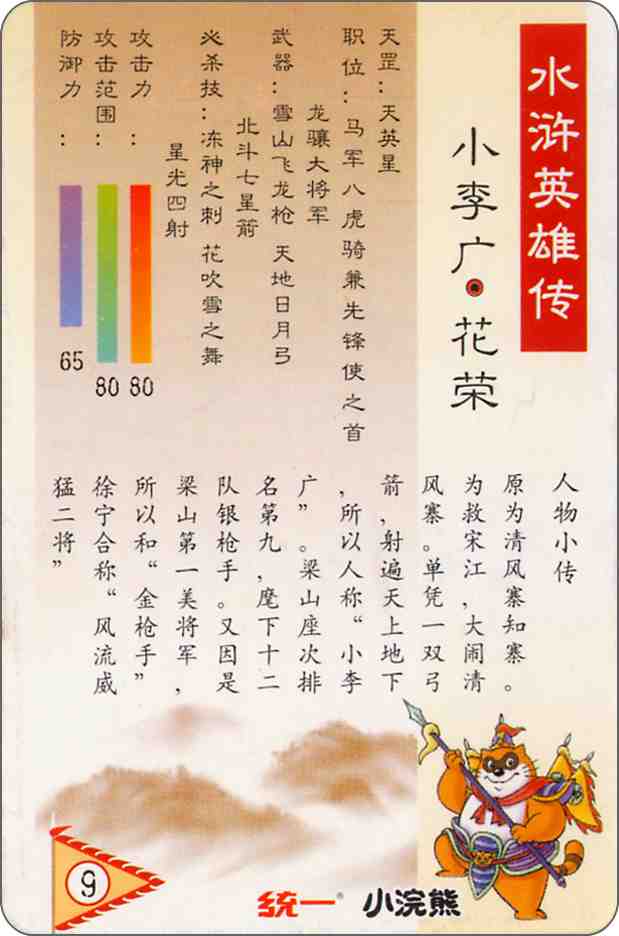 水浒英雄传
小李广·花荣
天罡：天英星
职位：马军八虎骑兼先锋使之首
龙骧大将军
武器：雪山飞龙枪 天地日月弓
北斗七星箭
必杀技：冻神之刺 花吹雪之舞
星光四射
攻击力：
80
攻击范围：
80
防御力：
65
人物小传
原为清风寨知寨。
为救宋江,大闹清
风寨。单凭一双弓
箭,射遍天上地下
,所以人称“小李
广”。梁山座次排
名第九,麾下十二
队银枪手。又因是
梁山第一美将军,
所以和“金枪手”
徐宁合称“风流威
猛二将”
9
统一® 小浣熊